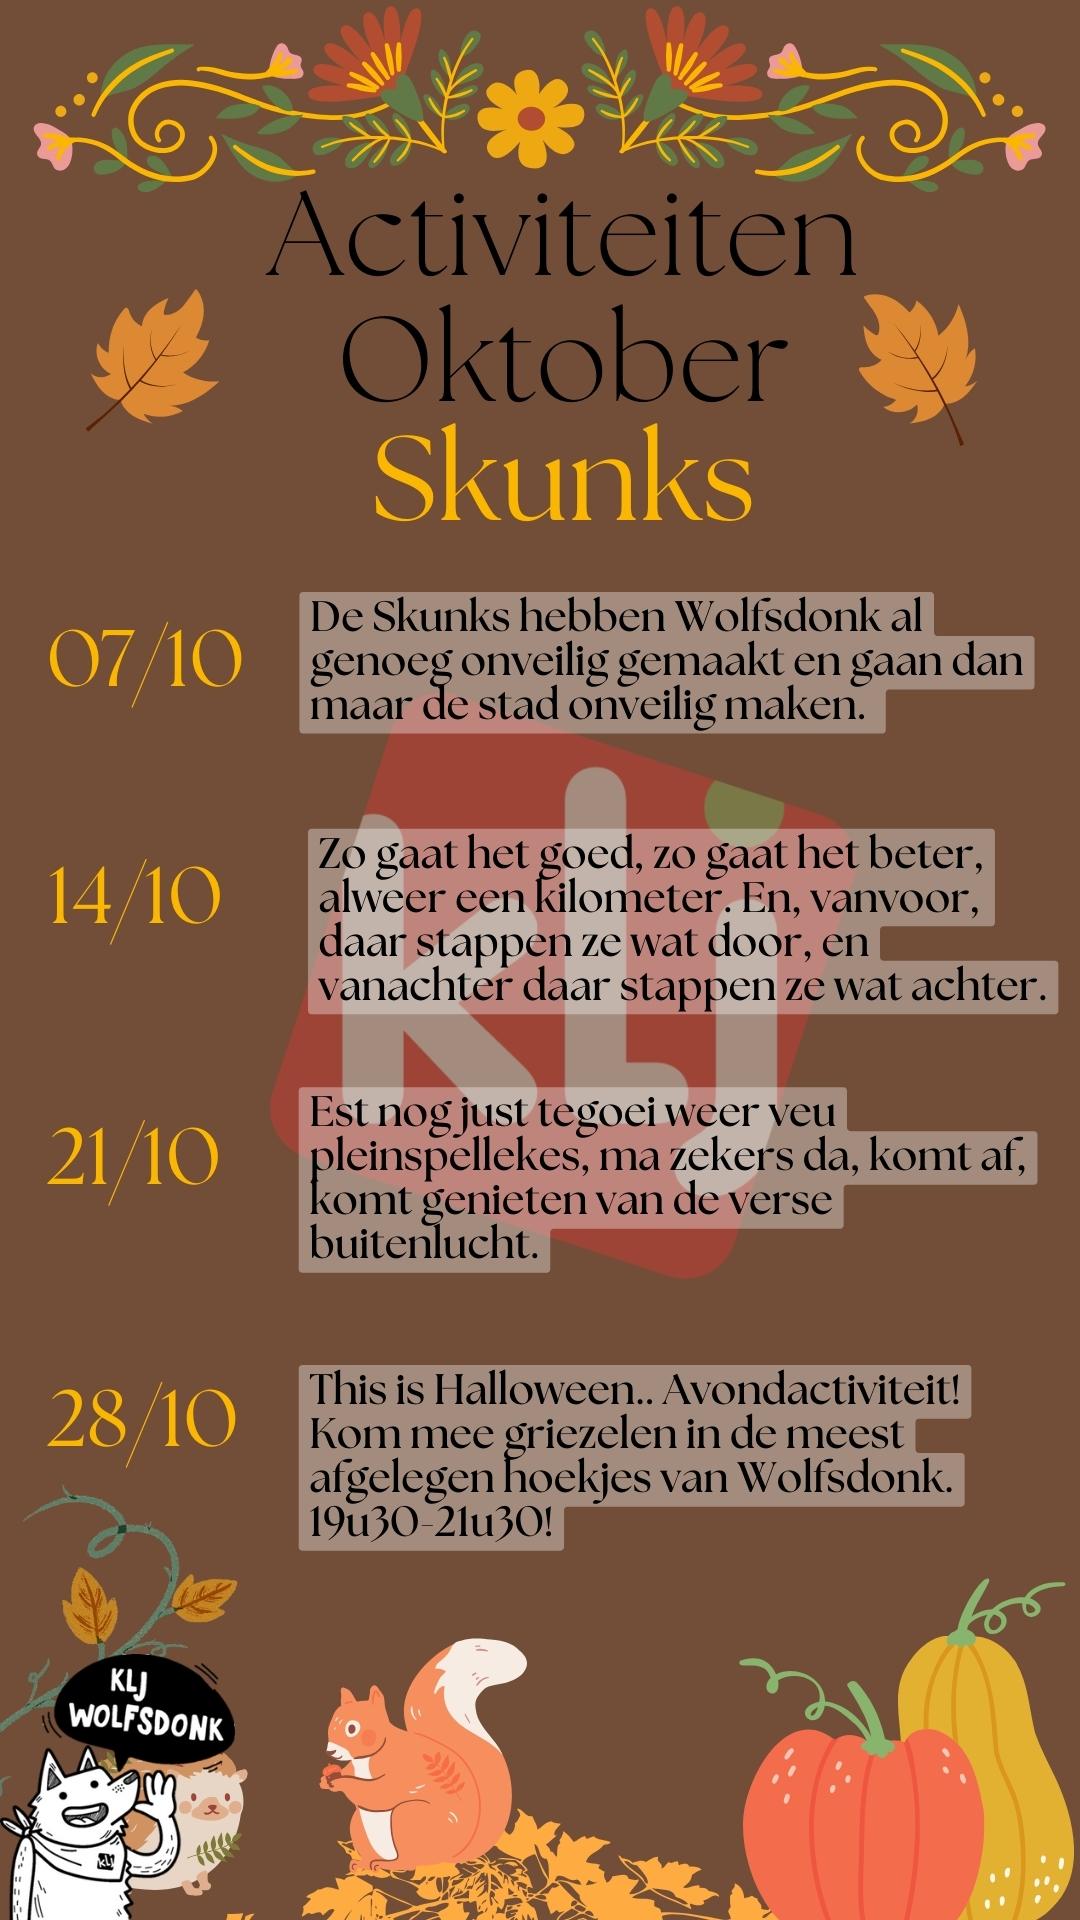 Activiteiten
Oktober
Skunks
07/10
De Skunks hebben Wolfsdonk al
genoeg onveilig gemaakt en gaan dan
maar de stad onveilig maken.
14/10
Zo gaat het goed, zo gaat het beter,
alweer een kilometer. En, vanvoor,
daar stappen ze wat door, en
vanachter daar stappen ze wat achter.
klj
21/10
Est nog just tegoei weer veu
pleinspellekes, ma zekers da, komt af,
komt genieten van de verse
buitenlucht.
28/10
This is Halloween.. Avondactiviteit!
Kom mee griezelen in de meest
afgelegen hoekjes van Wolfsdonk.
19u30-21u30!
KLJ
WOLFSDONK
klj